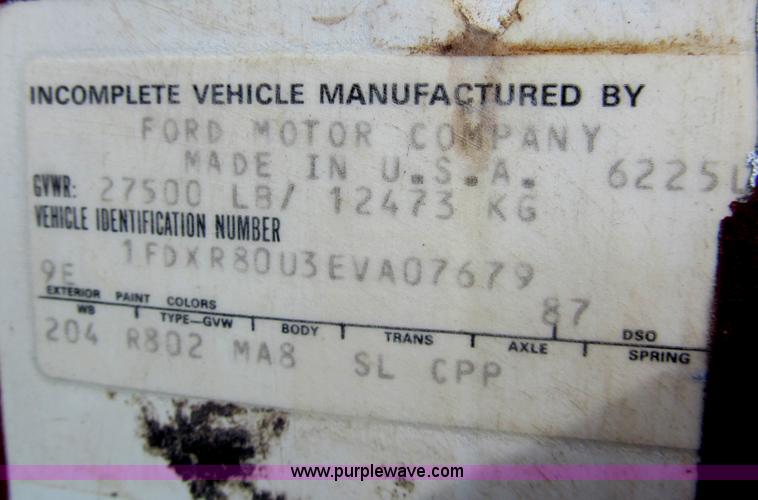 INCOMPLETE VEHICLE MANUFACTURED BY
FORD MOTOR COMPANY
MADE IN U.S.A. 6225L
GVWR: 27500 LB/ 12473 KG
VEHICLE IDENTIFICATION NUMBER
1FDXR80U3EVA07679
9E 87
EXTERIOR PAINT COLORS DSO
WB TYPE—GVW BODY TRANS AXLE SPRING
204 R802 MA8 SL CPP
www.purplewave.com